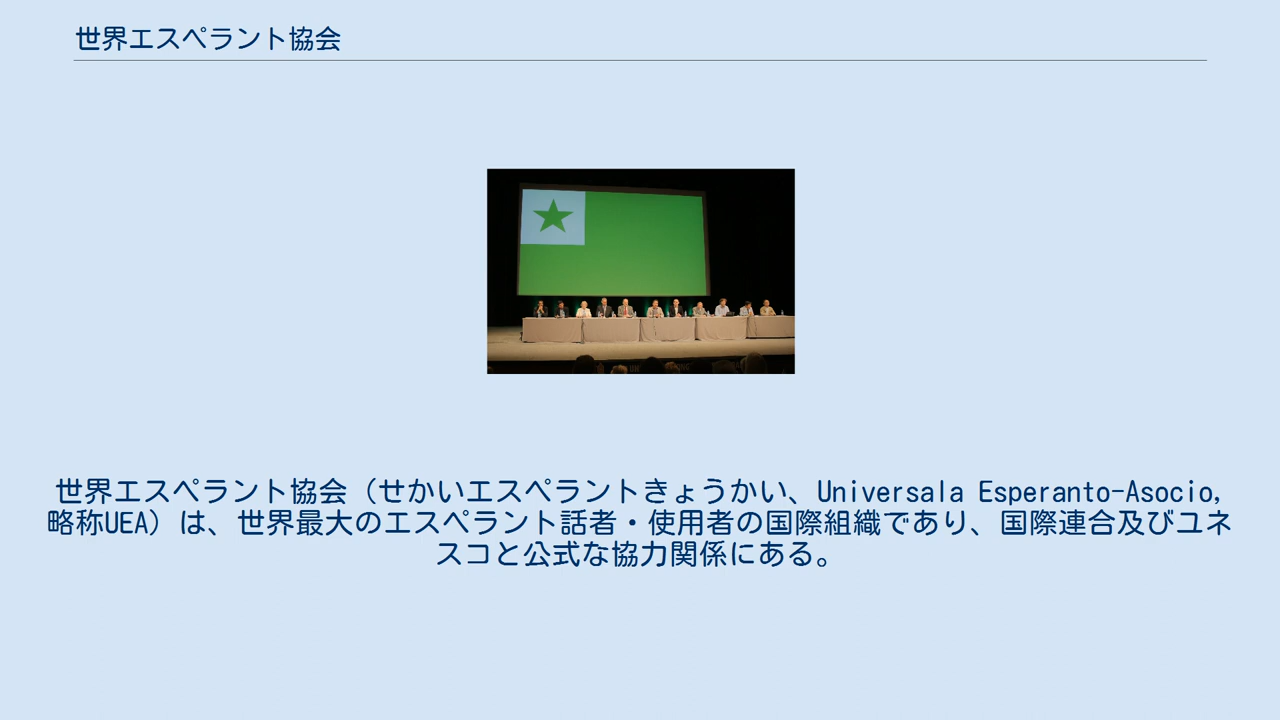 世界エスペラント協会
世界エスペラント協会（せかいエスペラントきょうかい、Universala Esperanto-Asocio,
略称UEA）は、世界最大のエスペラント話者・使用者の国際組織であり、国際連合及びユネ
スコと公式な協力関係にある。